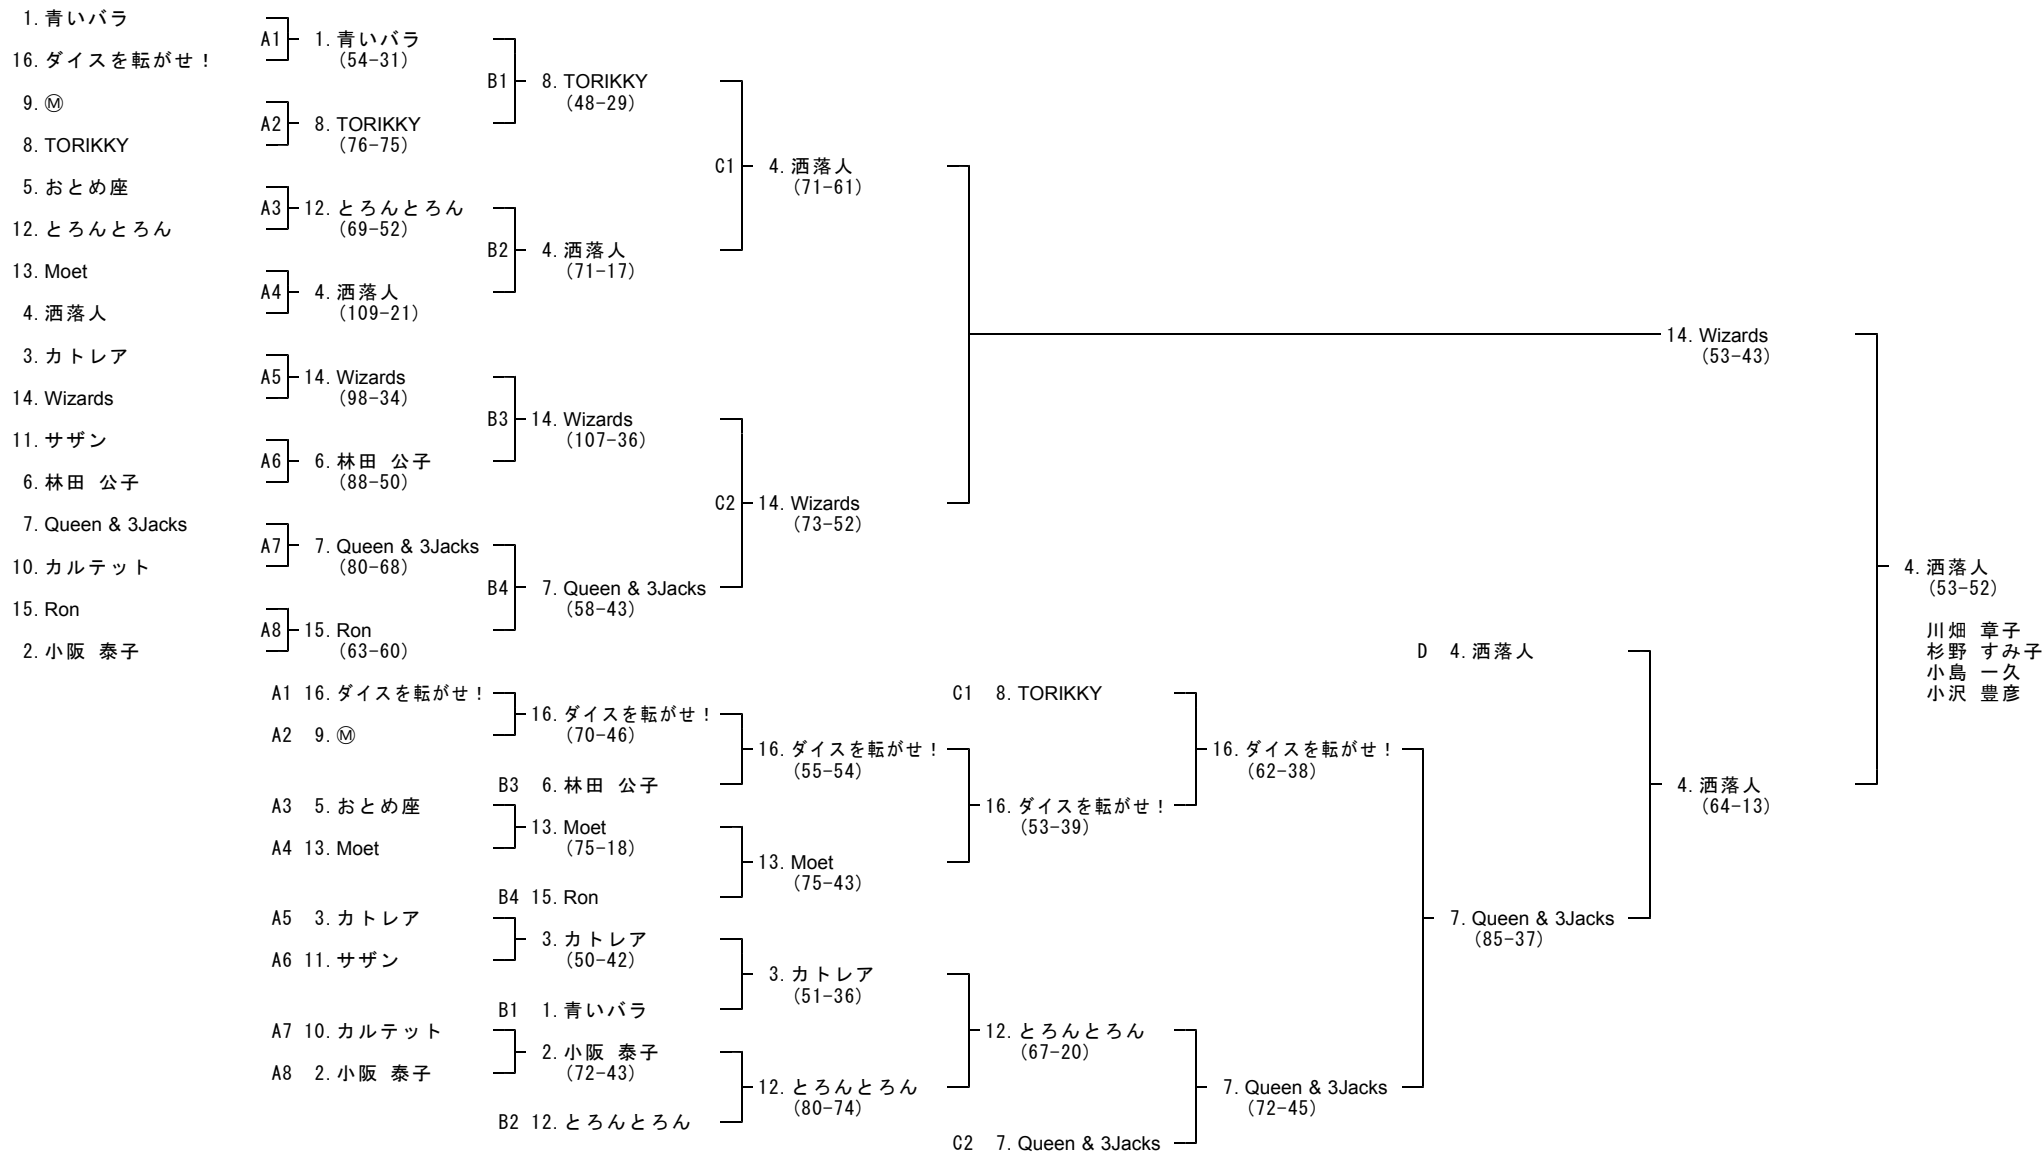 1. 青いバラ
16. ダイスを転がせ！
9. Ⓜ
8. TORIKKY
5. おとめ座
12. とろんとろん
13. Moet
4. 洒落人
3. カトレア
14. Wizards
11. サザン
6. 林田 公子
7. Queen & 3Jacks
10. カルテット
15. Ron
2. 小阪 泰子
A1 1. 青いバラ
(54-31)
A2 8. TORIKKY
(76-75)
A3 12. とろんとろん
(69-52)
A4 4. 洒落人
(109-21)
A5 14. Wizards
(98-34)
A6 6. 林田 公子
(88-50)
A7 7. Queen & 3Jacks
(80-68)
A8 15. Ron
(63-60)
B1 8. TORIKKY
(48-29)
B2 4. 洒落人
(71-17)
B3 14. Wizards
(107-36)
B4 7. Queen & 3Jacks
(58-43)
C1 4. 洒落人
(71-61)
C2 14. Wizards
(73-52)
14. Wizards
(53-43)
A1 16. ダイスを転がせ！
A2 9. Ⓜ
A3 5. おとめ座
A4 13. Moet
A5 3. カトレア
A6 11. サザン
A7 10. カルテット
A8 2. 小阪 泰子
16. ダイスを転がせ！
(70-46)
B3 6. 林田 公子
13. Moet
(75-18)
B4 15. Ron
3. カトレア
(50-42)
B1 1. 青いバラ
2. 小阪 泰子
(72-43)
B2 12. とろんとろん
16. ダイスを転がせ！
(55-54)
13. Moet
(75-43)
3. カトレア
(51-36)
12. とろんとろん
(80-74)
C1 8. TORIKKY
16. ダイスを転がせ！
(53-39)
12. とろんとろん
(67-20)
C2 7. Queen & 3Jacks
16. ダイスを転がせ！
(62-38)
7. Queen & 3Jacks
(72-45)
D 4. 洒落人
7. Queen & 3Jacks
(85-37)
4. 洒落人
(64-13)
4. 洒落人
(53-52)
川畑 章子
杉野 すみ子
小島 一久
小沢 豊彦